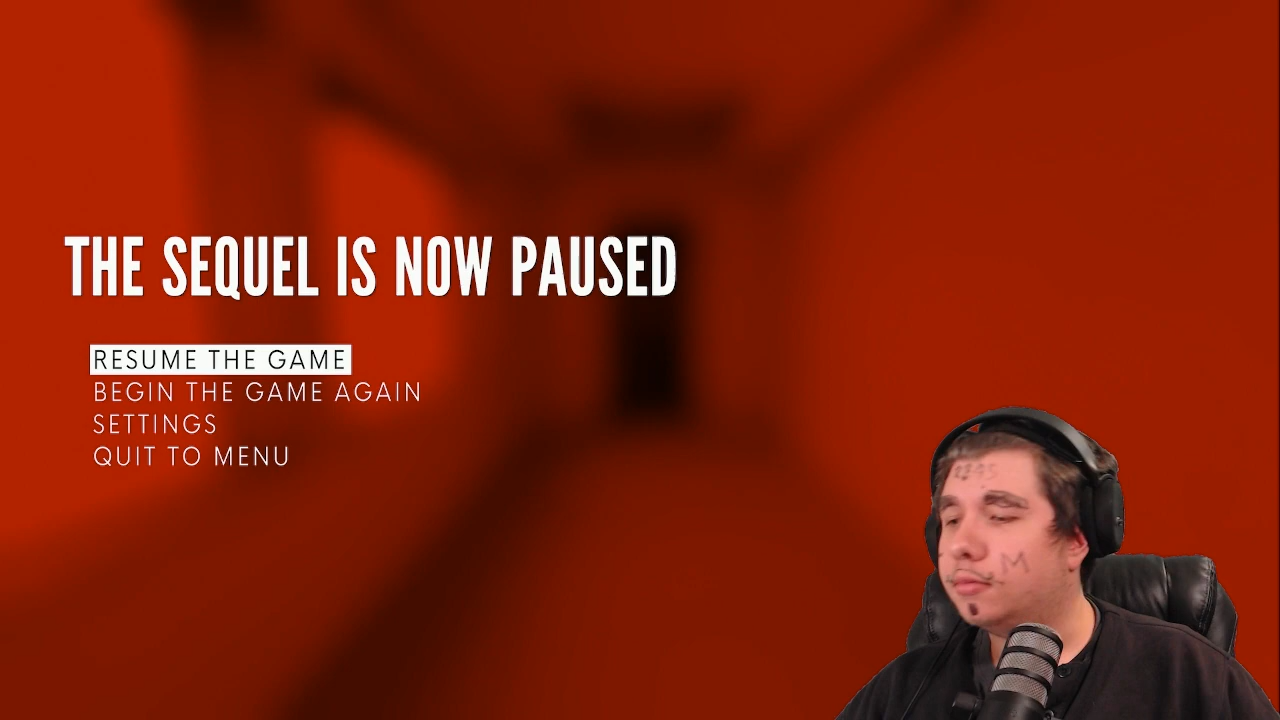 THE SEQUEL IS NOW PAUSED
RESUME THE GAME
BEGIN THE GAME AGAIN
SETTINGS
QUIT TO MENU
M